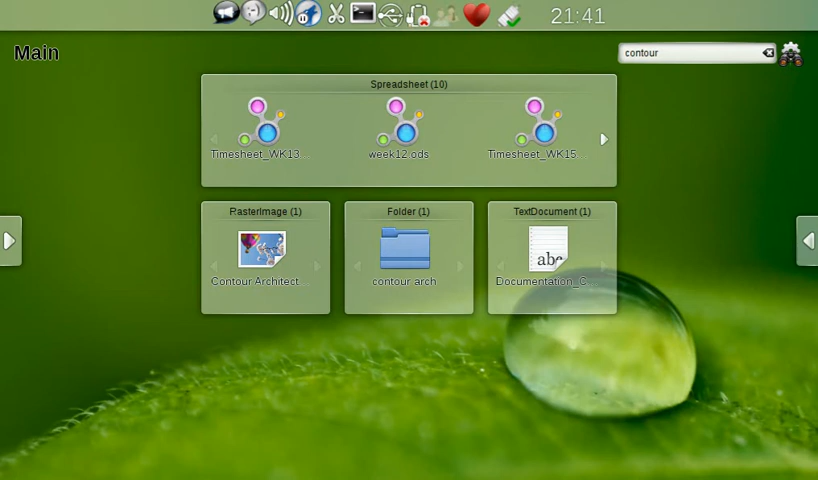 21:41
Main
contour
Spreadsheet (10)
Timesheet_WK13...
week12.ods
Timesheet_WK15...
RasterImage (1)
Folder (1)
TextDocument (1)
abc
Contour Architect...
contour arch
Documentation_C...